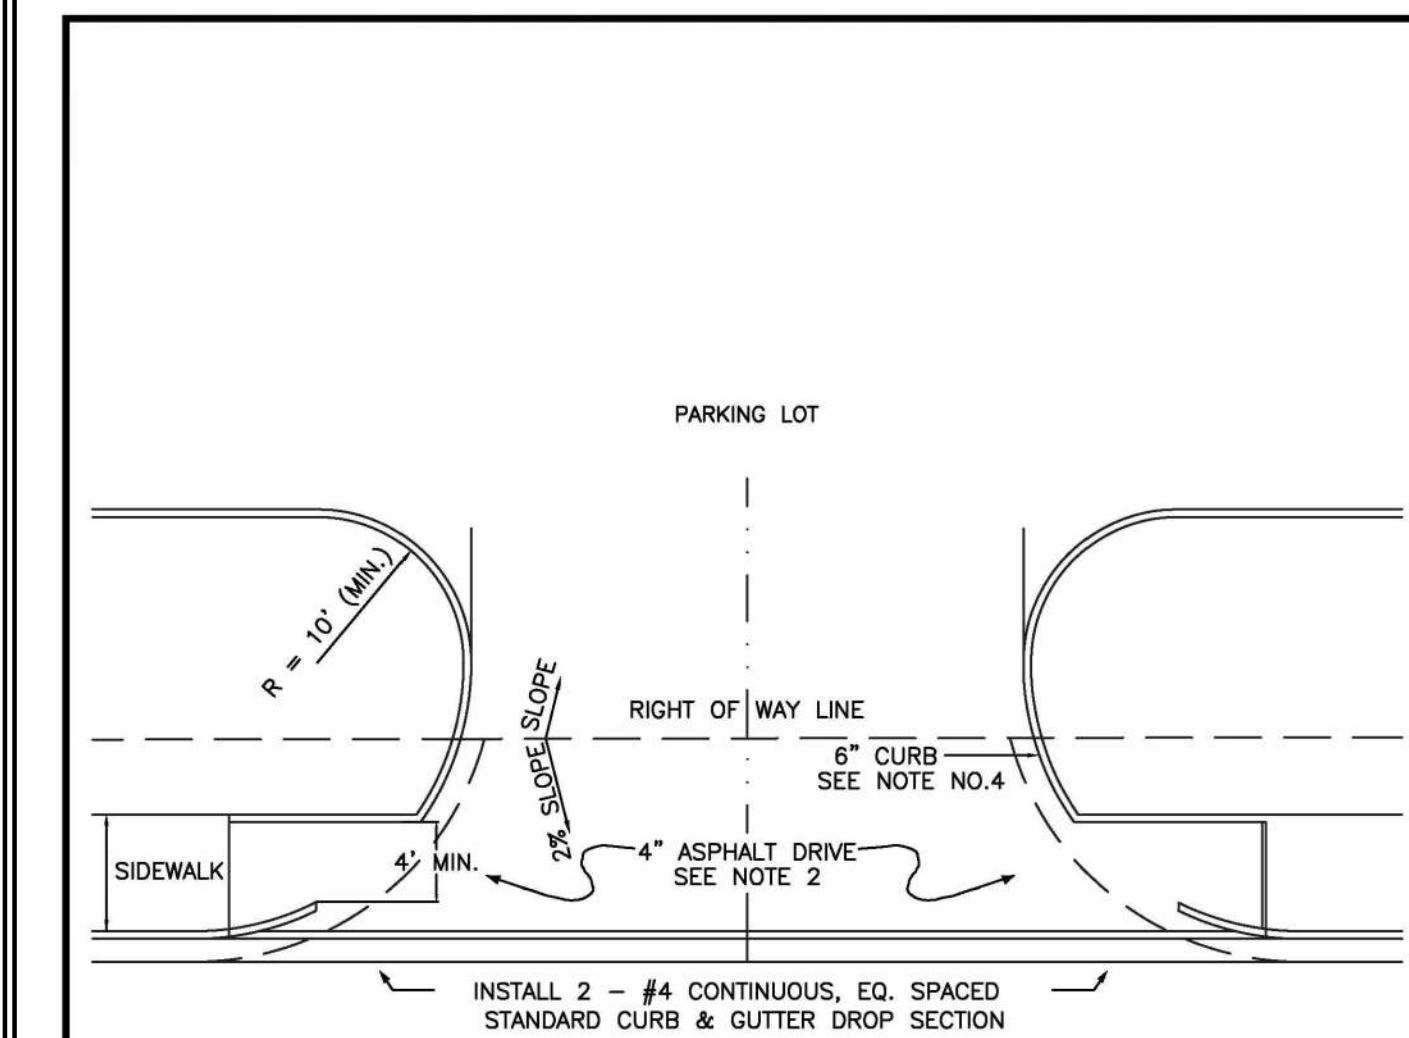 PARKING LOT
R = 10' (MIN.)
SLOPE
RIGHT OF WAY LINE
2% SLOPE
6" CURB
SEE NOTE NO.4
SIDEWALK
4' MIN.
4" ASPHALT DRIVE
SEE NOTE 2
INSTALL 2 - #4 CONTINUOUS, EQ. SPACED
STANDARD CURB & GUTTER DROP SECTION